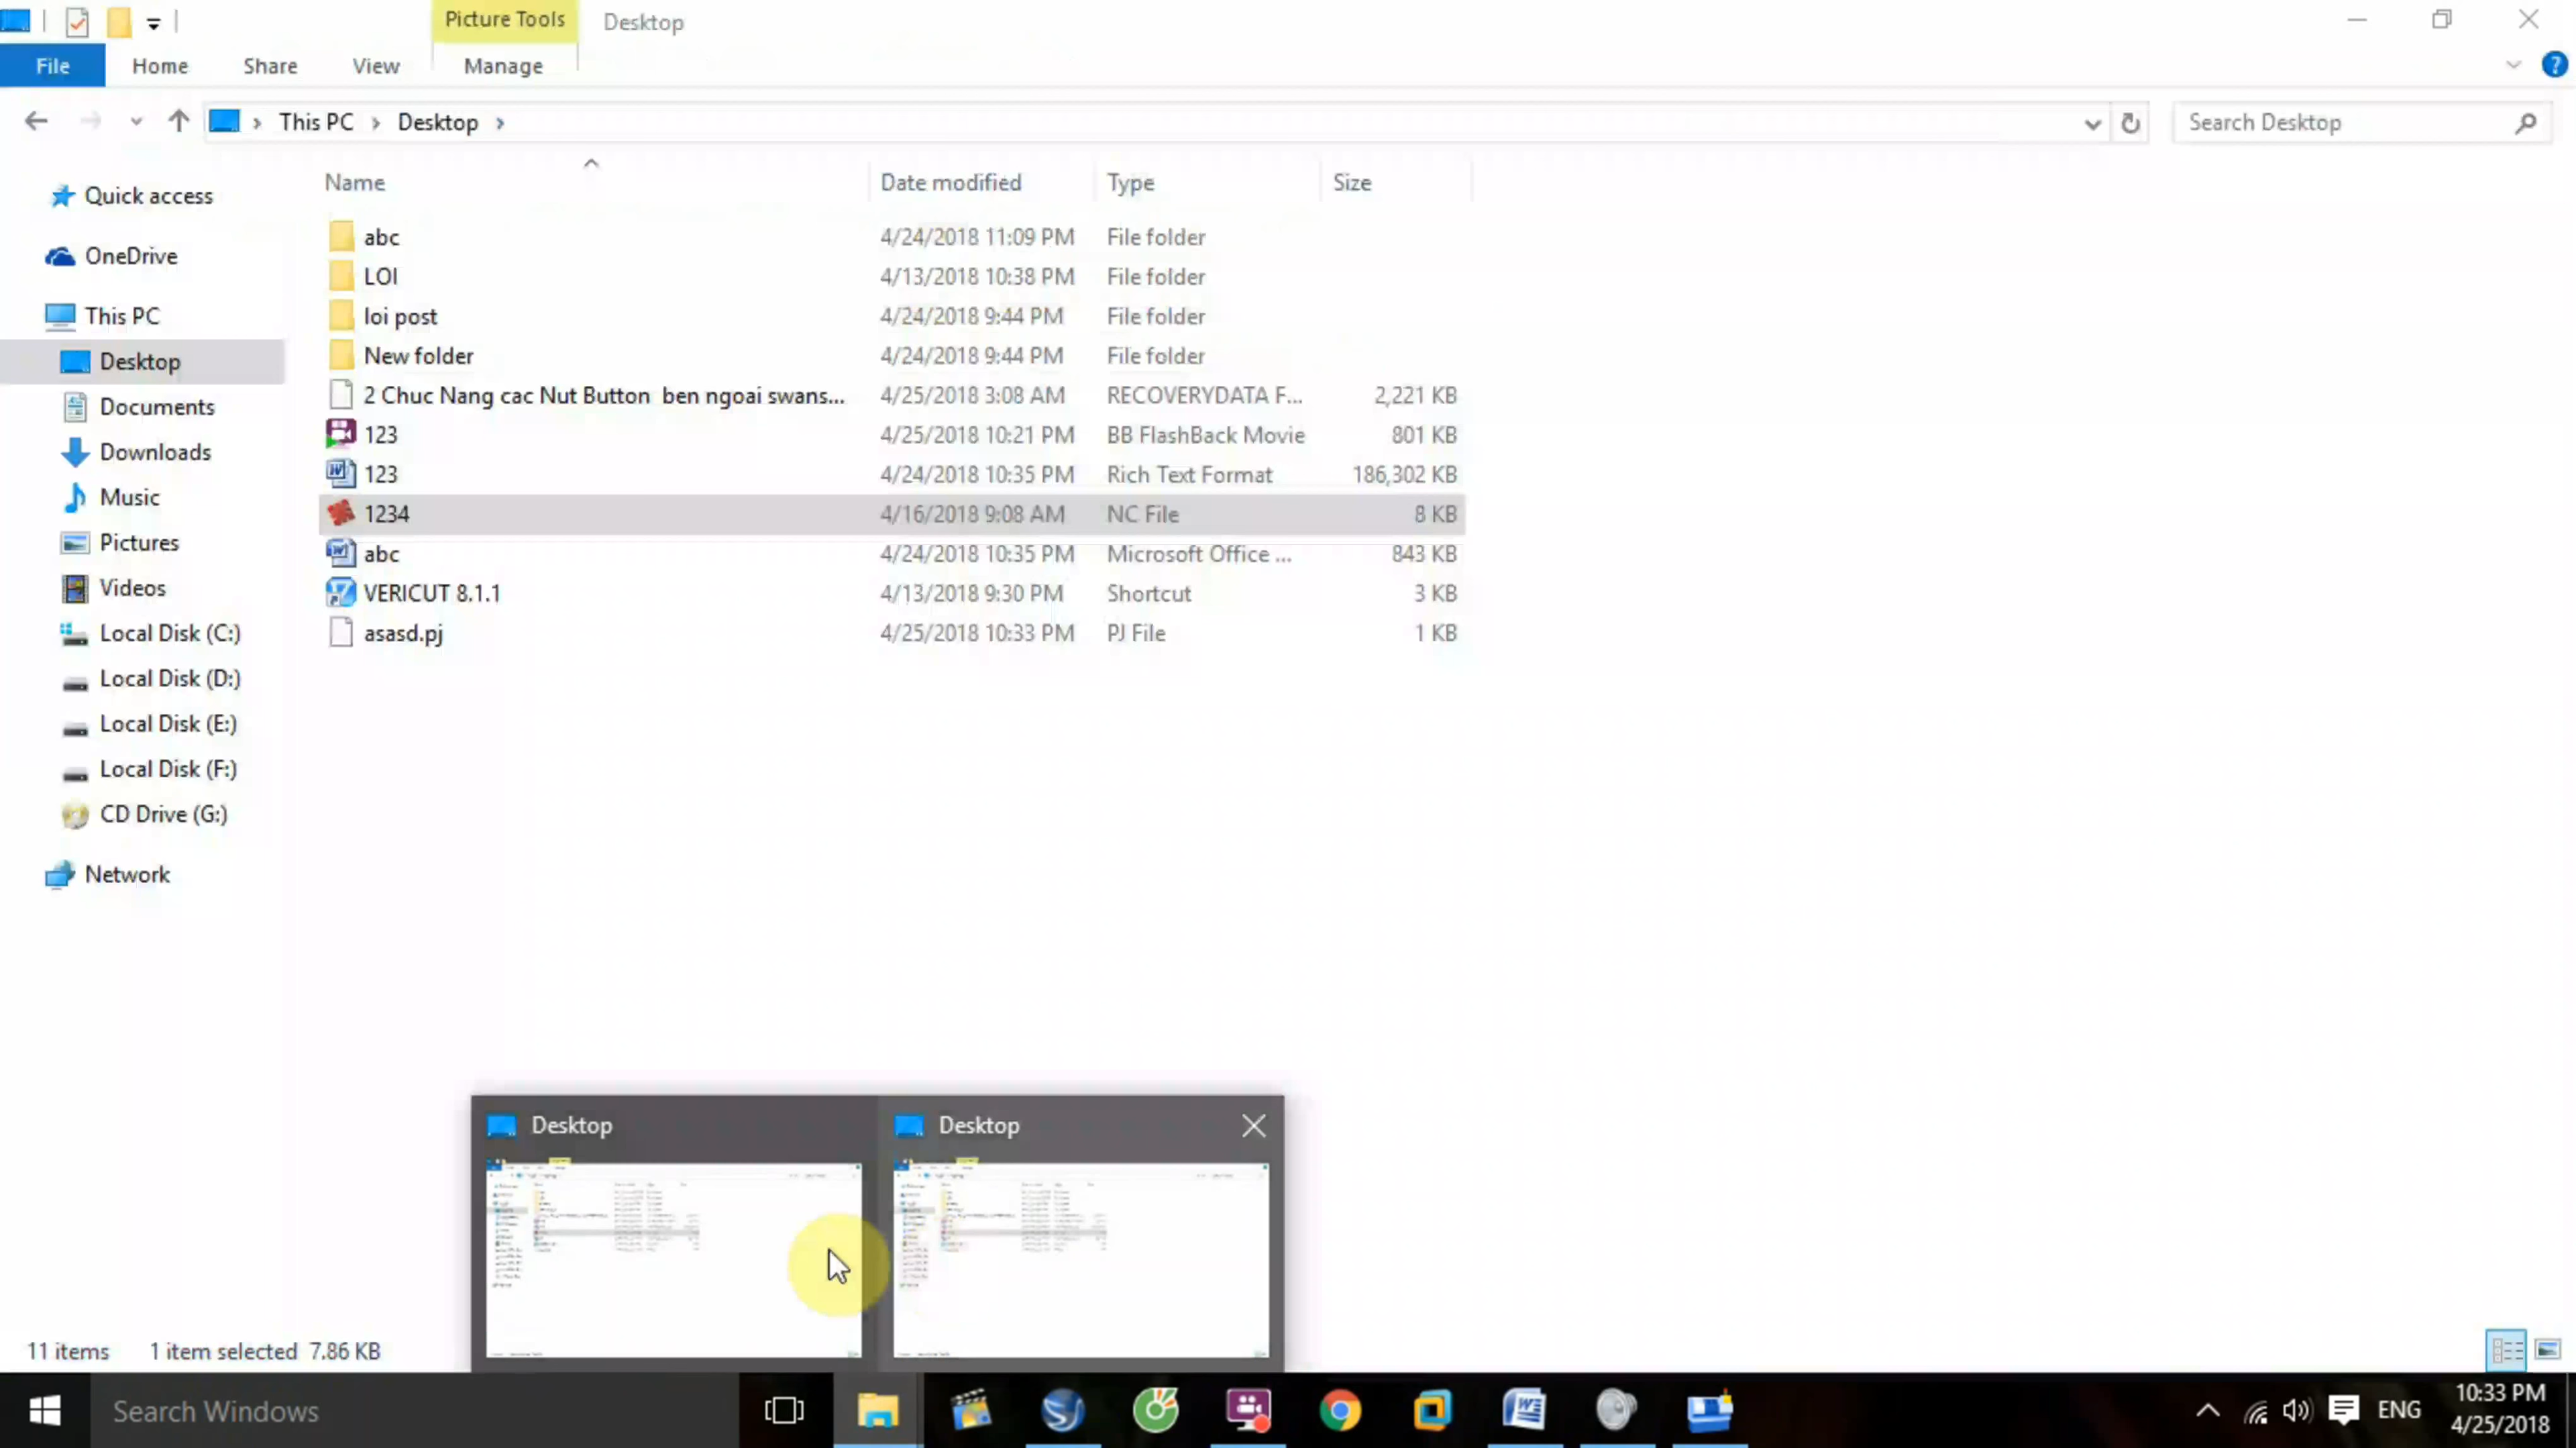 Picture Tools Desktop
File Home Share View Manage
This PC Desktop Search Desktop
Name Date modified Type Size
Quick access
OneDrive
This PC
Desktop
Documents
Downloads
Music
Pictures
Videos
Local Disk (C:)
Local Disk (D:)
Local Disk (E:)
Local Disk (F:)
CD Drive (G:)
Network
abc 4/24/2018 11:09 PM File folder
LOI 4/13/2018 10:38 PM File folder
loi post 4/24/2018 9:44 PM File folder
New folder 4/24/2018 9:44 PM File folder
2 Chuc Nang cac Nut Button ben ngoai swans... 4/25/2018 3:08 AM RECOVERYDATA F... 2,221 KB
123 4/25/2018 10:21 PM BB FlashBack Movie 801 KB
123 4/24/2018 10:35 PM Rich Text Format 186,302 KB
1234 4/16/2018 9:08 AM NC File 8 KB
abc 4/24/2018 10:35 PM Microsoft Office ... 843 KB
VERICUT 8.1.1 4/13/2018 9:30 PM Shortcut 3 KB
asasd.pj 4/25/2018 10:33 PM PJ File 1 KB
Desktop Desktop
11 items 1 item selected 7.86 KB
Search Windows ENG 10:33 PM
4/25/2018